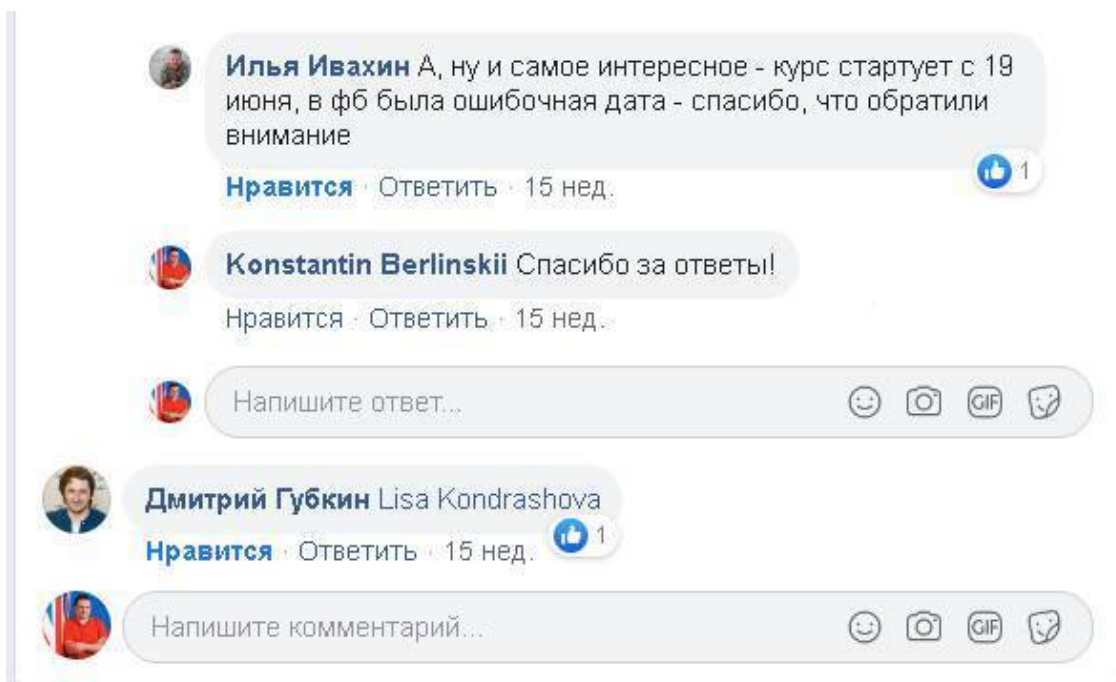 Илья Ивахин А, ну и самое интересное - курс стартует с 19
июня, в фб была ошибочная дата - спасибо, что обратили
внимание
1
Нравится · Ответить · 15 нед.
Konstantin Berlinskii Спасибо за ответы!
Нравится · Ответить · 15 нед.
Напишите ответ...
GIF
Дмитрий Губкин Lisa Kondrashova
Нравится · Ответить · 15 нед.
1
Напишите комментарий...
GIF